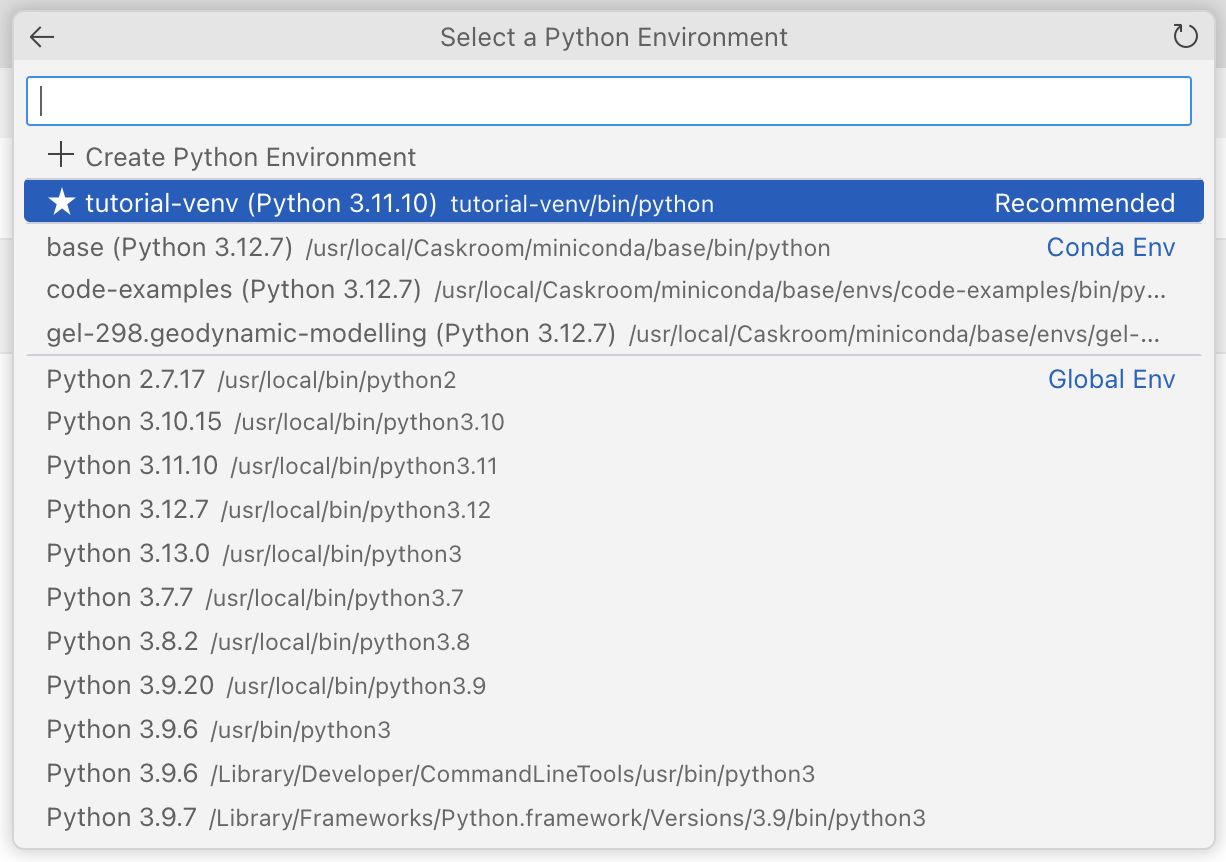 Select a Python Environment
Create Python Environment
tutorial-venv (Python 3.11.10) tutorial-venv/bin/python Recommended
base (Python 3.12.7) /usr/local/Caskroom/miniconda/base/bin/python Conda Env
code-examples (Python 3.12.7) /usr/local/Caskroom/miniconda/base/envs/code-examples/bin/py...
gel-298.geodynamic-modelling (Python 3.12.7) /usr/local/Caskroom/miniconda/base/envs/gel-...
Python 2.7.17 /usr/local/bin/python2 Global Env
Python 3.10.15 /usr/local/bin/python3.10
Python 3.11.10 /usr/local/bin/python3.11
Python 3.12.7 /usr/local/bin/python3.12
Python 3.13.0 /usr/local/bin/python3
Python 3.7.7 /usr/local/bin/python3.7
Python 3.8.2 /usr/local/bin/python3.8
Python 3.9.20 /usr/local/bin/python3.9
Python 3.9.6 /usr/bin/python3
Python 3.9.6 /Library/Developer/CommandLineTools/usr/bin/python3
Python 3.9.7 /Library/Frameworks/Python.framework/Versions/3.9/bin/python3